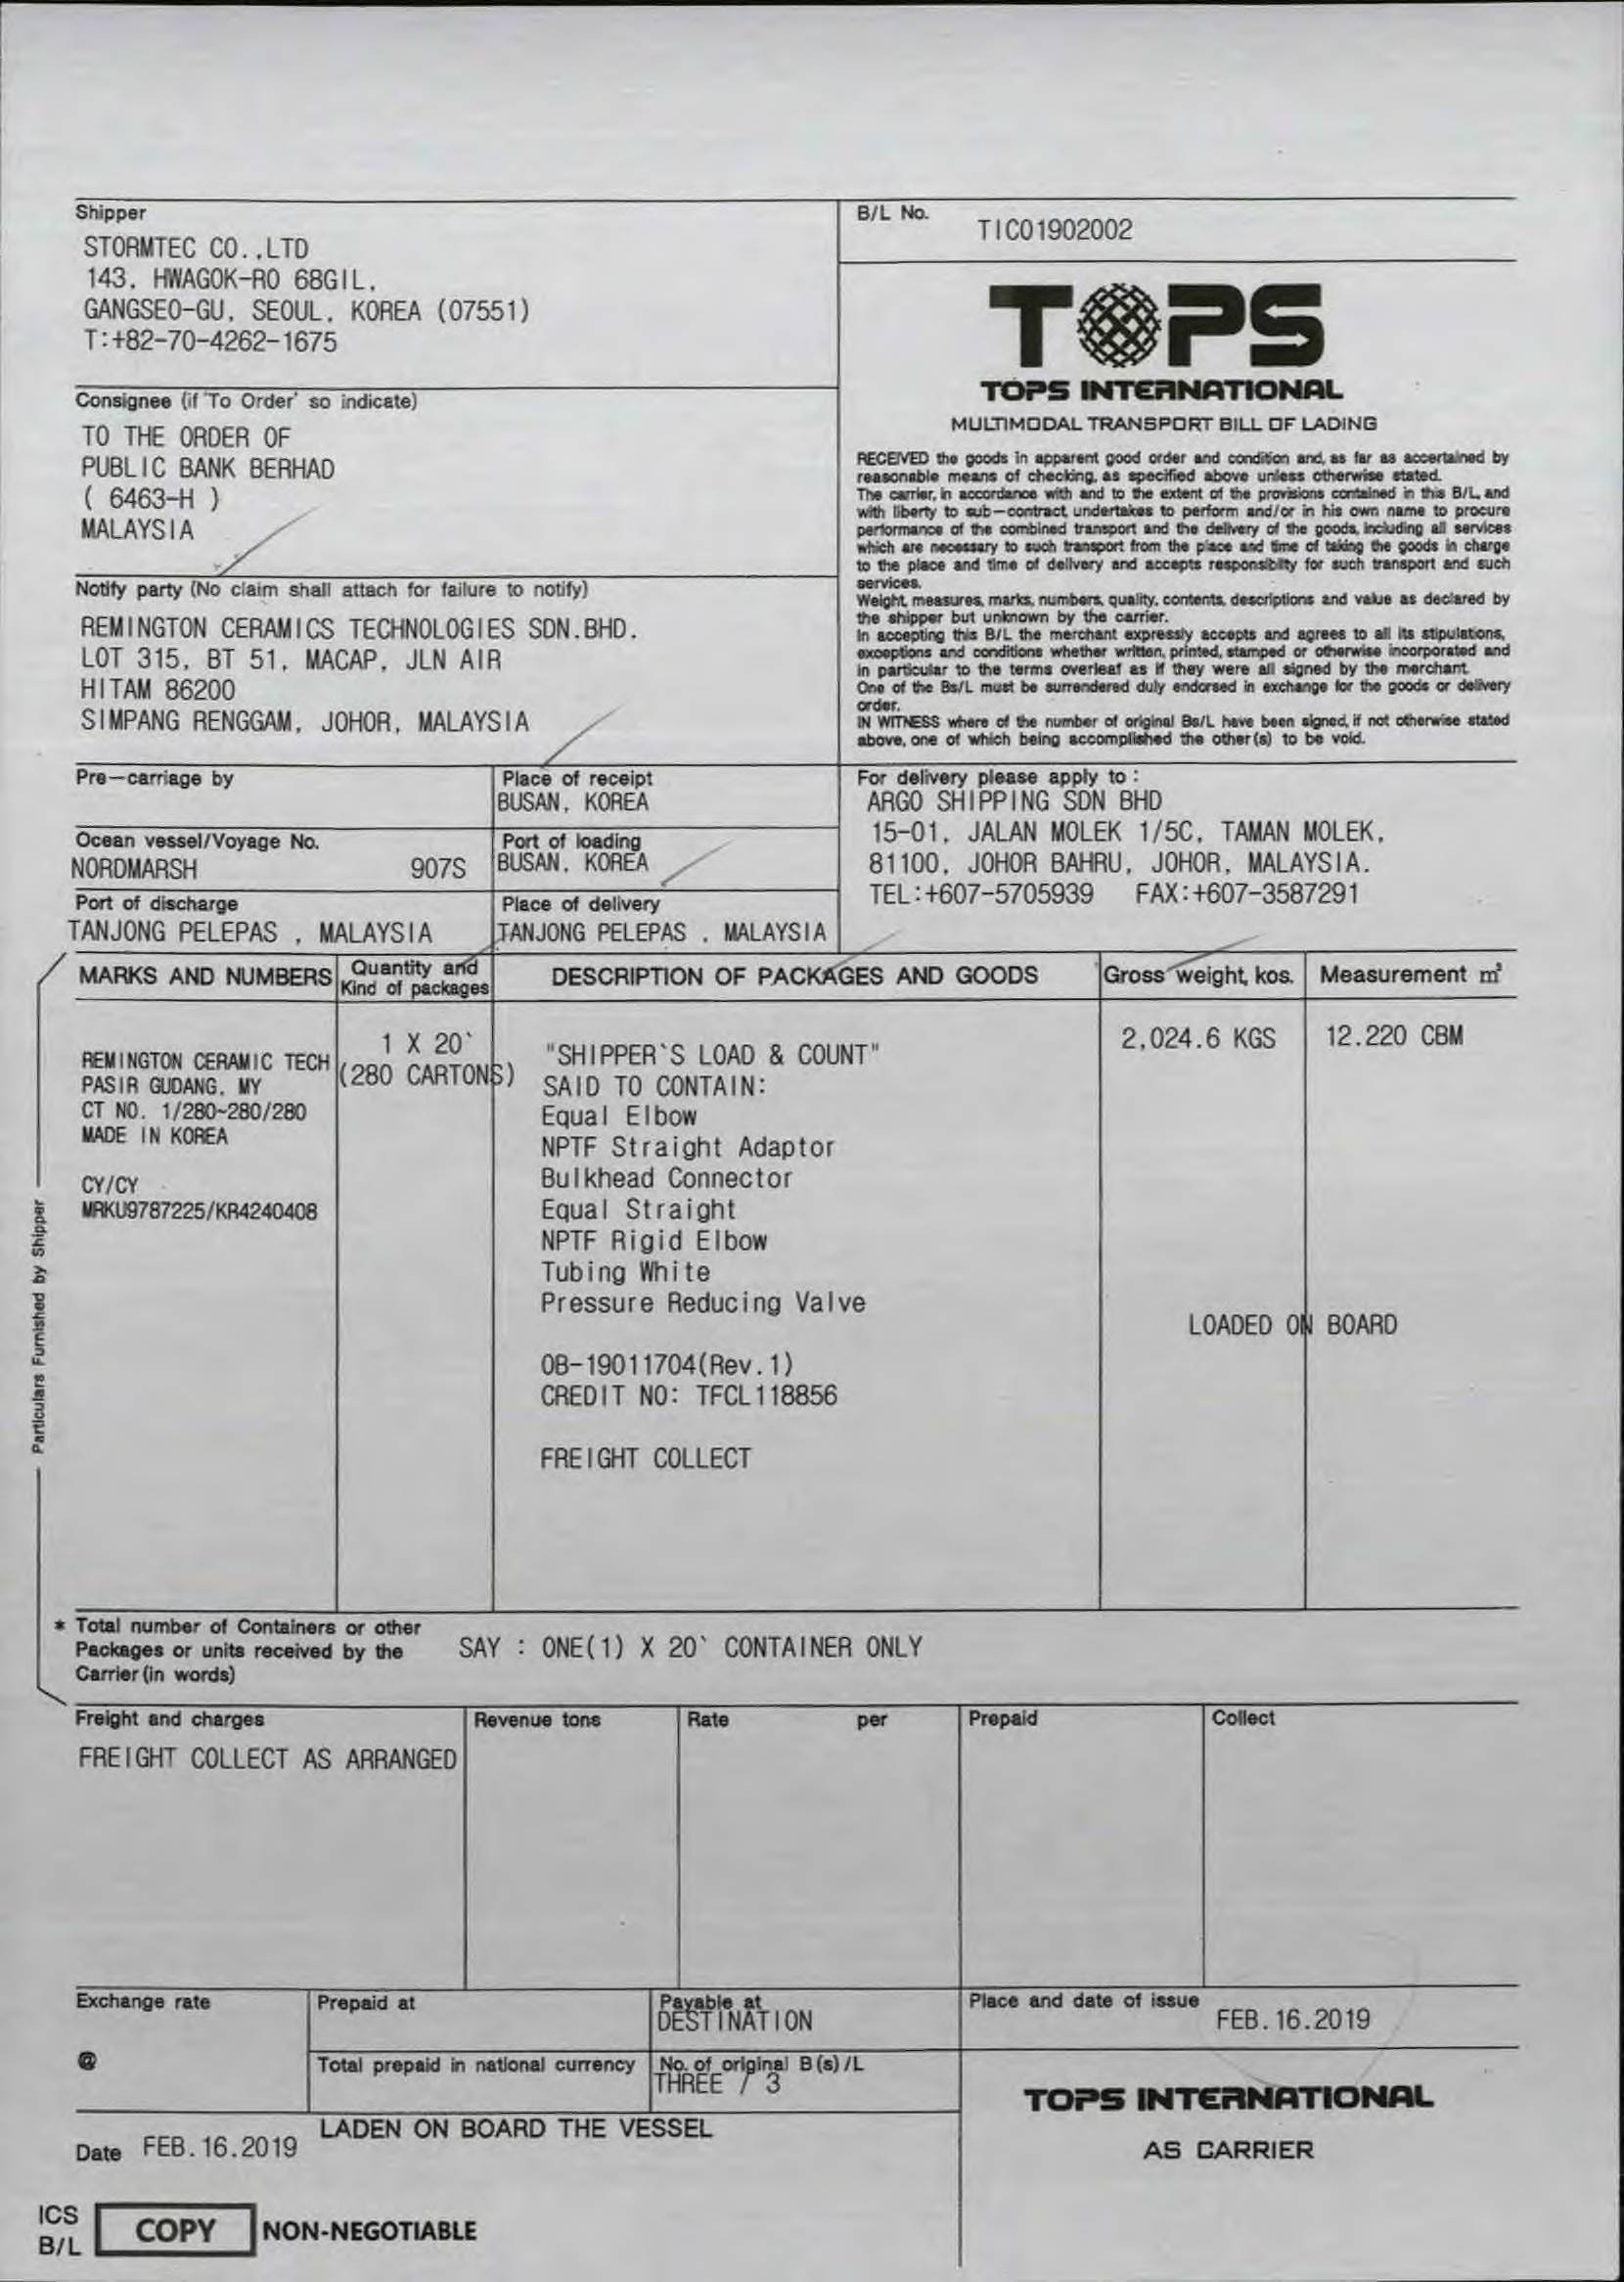 Shipper
STORMTEC CO.,LTD
143, HWAGOK-RO 68GIL,
GANGSEO-GU, SEOUL, KOREA (07551)
T:+82-70-4262-1675
B/L No.
TICO1902002
TOPS
TOPS INTERNATIONAL
MULTIMODAL TRANSPORT BILL OF LADING
RECEIVED the goods in apparent good order and condition and, as far as accertained by
reasonable means of checking, as specified above unless otherwise stated.
The carrier, in accordance with and to the extent of the provisions contained in this B/L, and
with liberty to sub-contract, undertakes to perform and/or in his own name to procure
performance of the combined transport and the delivery of the goods, including all services
which are necessary to such transport from the place and time of taking the goods in charge
to the place and time of delivery and accepts responsiblity for such transport and such
services.
Weight, measures, marks, numbers, quality, contents, descriptions and value as declared by
the shipper but unknown by the carrier.
In accepting this B/L the merchant expressly accepts and agrees to all its stipulations,
exceptions and conditions whether written, printed, stamped or otherwise incorporated and
in particular to the terms overleaf as if they were all signed by the merchant.
One of the Bs/L must be surrendered duly endorsed in exchange for the goods or delivery
order.
IN WITNESS where of the number of original Bs/L have been signed, if not otherwise stated
above, one of which being accomplished the other(s) to be void.
Consignee (if 'To Order' so indicate)
TO THE ORDER OF
PUBLIC BANK BERHAD
( 6463-H )
MALAYSIA
Notify party (No claim shall attach for failure to notify)
REMINGTON CERAMICS TECHNOLOGIES SDN.BHD.
LOT 315, BT 51, MACAP, JLN AIR
HITAM 86200
SIMPANG RENGGAM, JOHOR, MALAYSIA
Pre-carriage by
Place of receipt
BUSAN, KOREA
Ocean vessel/Voyage No.
NORDMARSH 907S
Port of loading
BUSAN, KOREA
Port of discharge
TANJONG PELEPAS , MALAYSIA
Place of delivery
TANJONG PELEPAS , MALAYSIA
For delivery please apply to :
ARGO SHIPPING SDN BHD
15-01, JALAN MOLEK 1/5C, TAMAN MOLEK,
81100, JOHOR BAHRU, JOHOR, MALAYSIA.
TEL:+607-5705939 FAX:+607-3587291
Particulars Furnished by Shipper
MARKS AND NUMBERS
Quantity and
Kind of packages
DESCRIPTION OF PACKAGES AND GOODS
Gross weight, kos.
Measurement m³
REMINGTON CERAMIC TECH
PASIR GUDANG, MY
CT NO. 1/280~280/280
MADE IN KOREA
CY/CY
MRKU9787225/KR4240408
1 X 20`
(280 CARTONS)
"SHIPPER`S LOAD & COUNT"
SAID TO CONTAIN:
Equal Elbow
NPTF Straight Adaptor
Bulkhead Connector
Equal Straight
NPTF Rigid Elbow
Tubing White
Pressure Reducing Valve
OB-19011704(Rev.1)
CREDIT NO: TFCL118856
FREIGHT COLLECT
2,024.6 KGS
12.220 CBM
LOADED ON BOARD
* Total number of Containers or other
Packages or units received by the
Carrier (in words)
SAY : ONE(1) X 20` CONTAINER ONLY
Freight and charges
Revenue tons
Rate per
Prepaid
Collect
FREIGHT COLLECT AS ARRANGED
Exchange rate
@
Prepaid at
Payable at
DESTINATION
Place and date of issue
FEB.16.2019
Total prepaid in national currency
No. of original B(s)/L
THREE / 3
TOPS INTERNATIONAL
AS CARRIER
LADEN ON BOARD THE VESSEL
Date FEB.16.2019
ICS
B/L
COPY NON-NEGOTIABLE